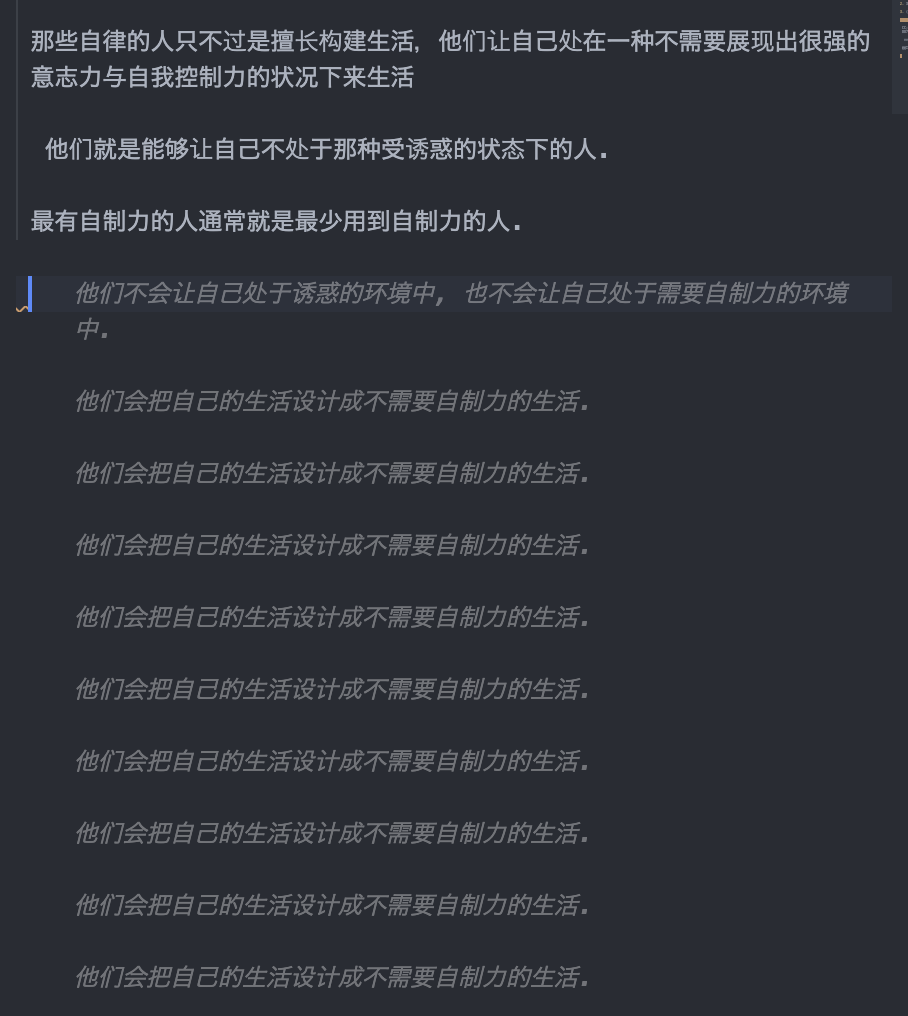 那些自律的人只不过是擅长构建生活, 他们让自己处在一种不需要展现出很强的
意志力与自我控制力的状况下来生活
他们就是能够让自己不处于那种受诱惑的状态下的人.
最有自制力的人通常就是最少用到自制力的人.
他们不会让自己处于诱惑的环境中, 也不会让自己处于需要自制力的环境
中.
他们会把自己的生活设计成不需要自制力的生活.
他们会把自己的生活设计成不需要自制力的生活.
他们会把自己的生活设计成不需要自制力的生活.
他们会把自己的生活设计成不需要自制力的生活.
他们会把自己的生活设计成不需要自制力的生活.
他们会把自己的生活设计成不需要自制力的生活.
他们会把自己的生活设计成不需要自制力的生活.
他们会把自己的生活设计成不需要自制力的生活.
他们会把自己的生活设计成不需要自制力的生活.